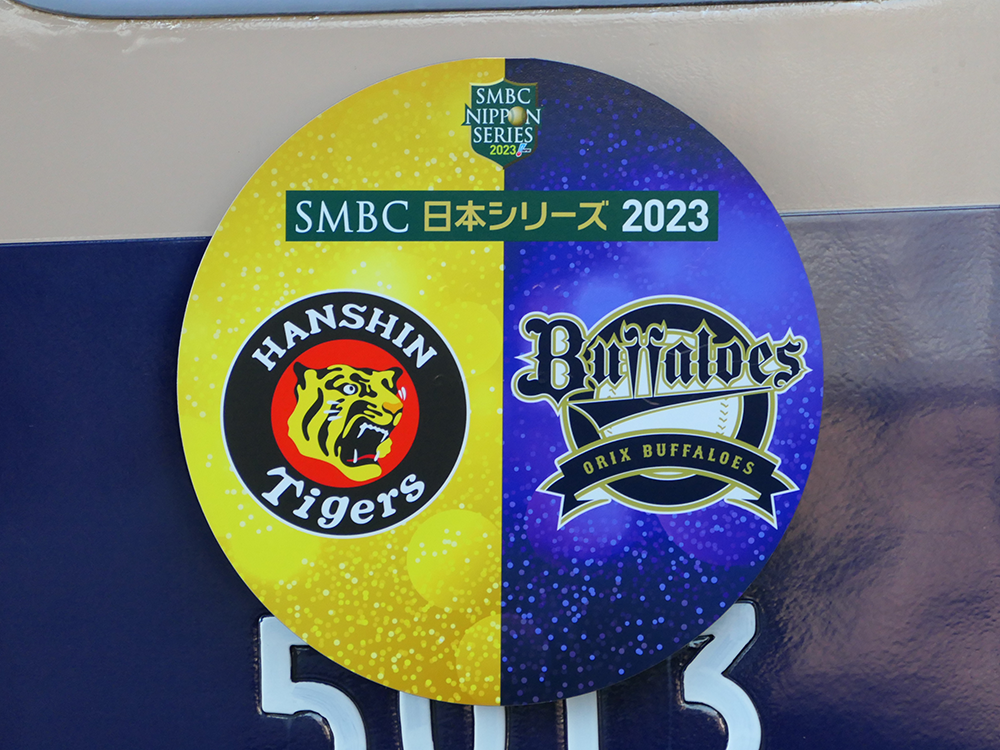 SMBC
NIPPON
SERIES
2023
SMBC 日本シリーズ 2023
HANSHIN
Tigers
Buffaloes
ORIX BUFFALOES